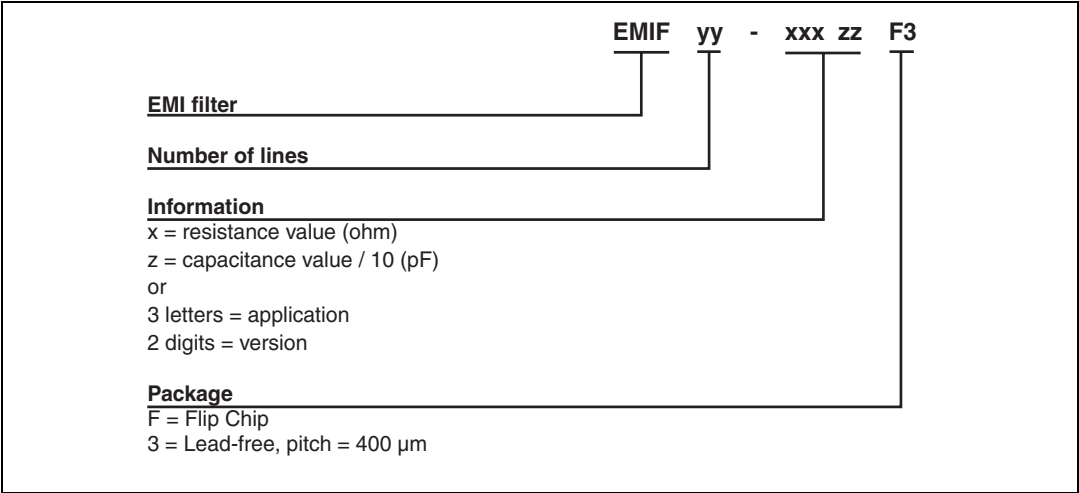 EMIF yy - xxx zz F3
EMI filter
Number of lines
Information
x = resistance value (ohm)
z = capacitance value / 10 (pF)
or
3 letters = application
2 digits = version
Package
F = Flip Chip
3 = Lead-free, pitch = 400 µm